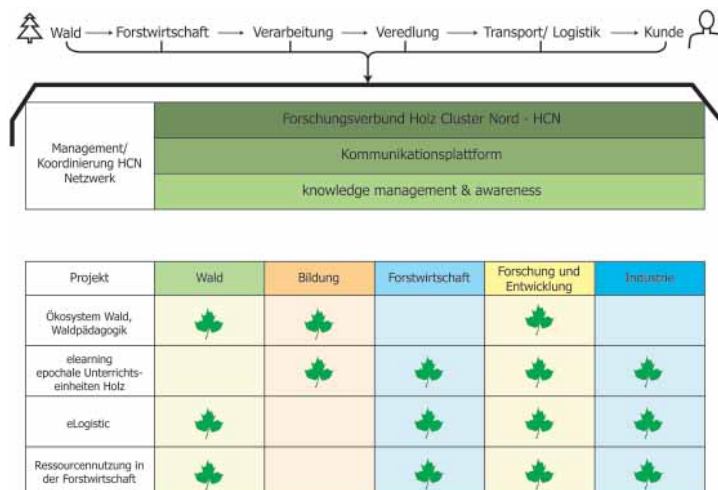 Wald → Forstwirtschaft → Verarbeitung → Veredlung → Transport/ Logistik → Kunde
Management/
Koordinierung HCN
Netzwerk
Forschungsverbund Holz Cluster Nord - HCN
Kommunikationsplattform
knowledge management & awareness
Projekt
Wald
Bildung
Forstwirtschaft
Forschung und
Entwicklung
Industrie
Ökosystem Wald,
Waldpädagogik
elearning
epochale Unterrichts-
einheiten Holz
eLogistic
Ressourcennutzung in
der Forstwirtschaft